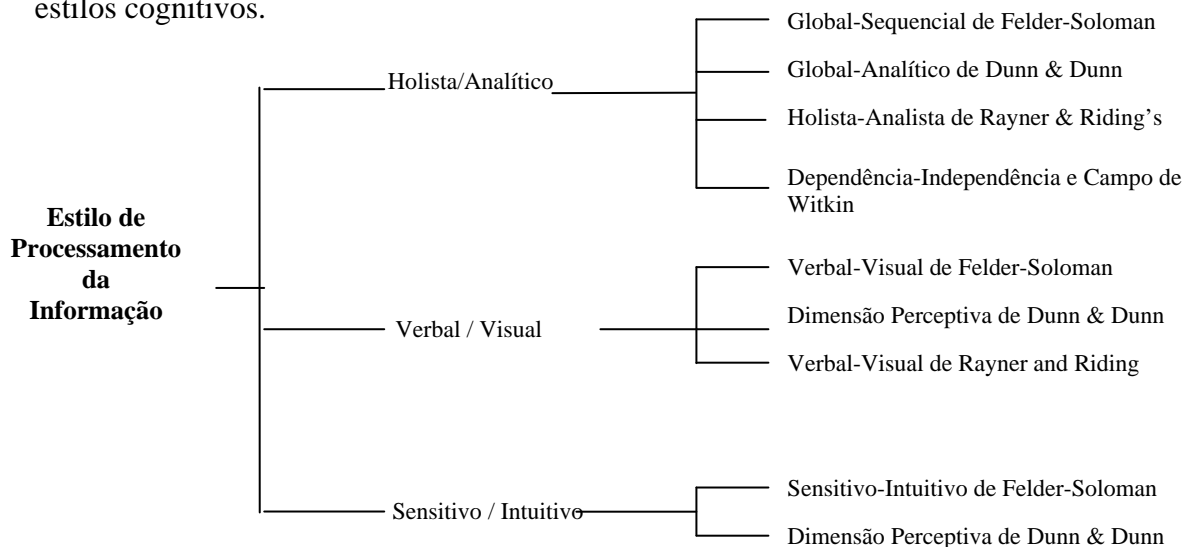 estilos cognitivos.
Estilo de
Processamento
da
Informação
Holista/Analítico
Global-Sequencial de Felder-Soloman
Global-Analítico de Dunn & Dunn
Holista-Analista de Rayner & Riding’s
Dependência-Independência e Campo de
Witkin
Verbal / Visual
Verbal-Visual de Felder-Soloman
Dimensão Perceptiva de Dunn & Dunn
Verbal-Visual de Rayner and Riding
Sensitivo / Intuitivo
Sensitivo-Intuitivo de Felder-Soloman
Dimensão Perceptiva de Dunn & Dunn